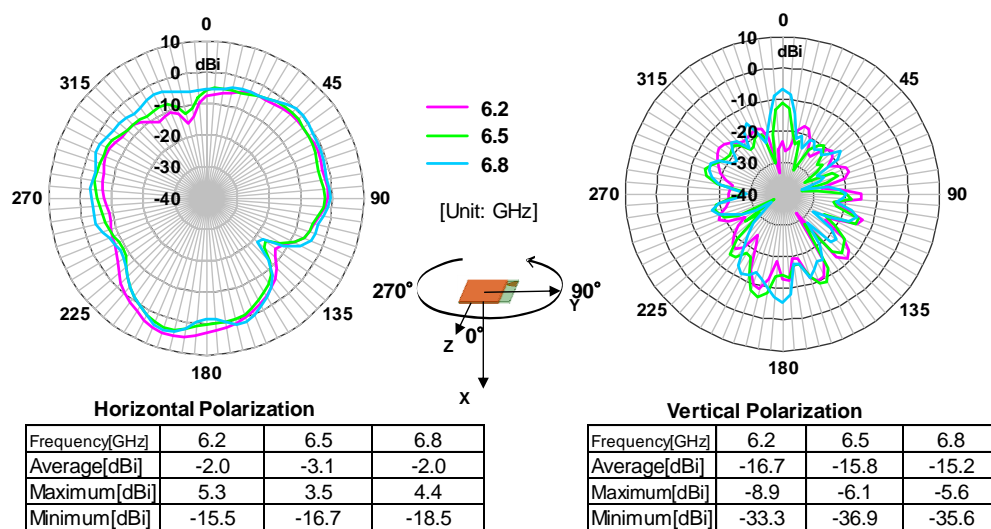 0
10
0
dBi
-10
-20
-30
-40
315
45
270
90
225
135
180
6.2
6.5
6.8
[Unit: GHz]
270°
90°
Y
Z
0°
X
0
10
dBi
0
-10
-20
-30
-40
315
45
270
90
225
135
180
Horizontal Polarization
Frequency[GHz] 6.2 6.5 6.8
Average[dBi] -2.0 -3.1 -2.0
Maximum[dBi] 5.3 3.5 4.4
Minimum[dBi] -15.5 -16.7 -18.5
Vertical Polarization
Frequency[GHz] 6.2 6.5 6.8
Average[dBi] -16.7 -15.8 -15.2
Maximum[dBi] -8.9 -6.1 -5.6
Minimum[dBi] -33.3 -36.9 -35.6